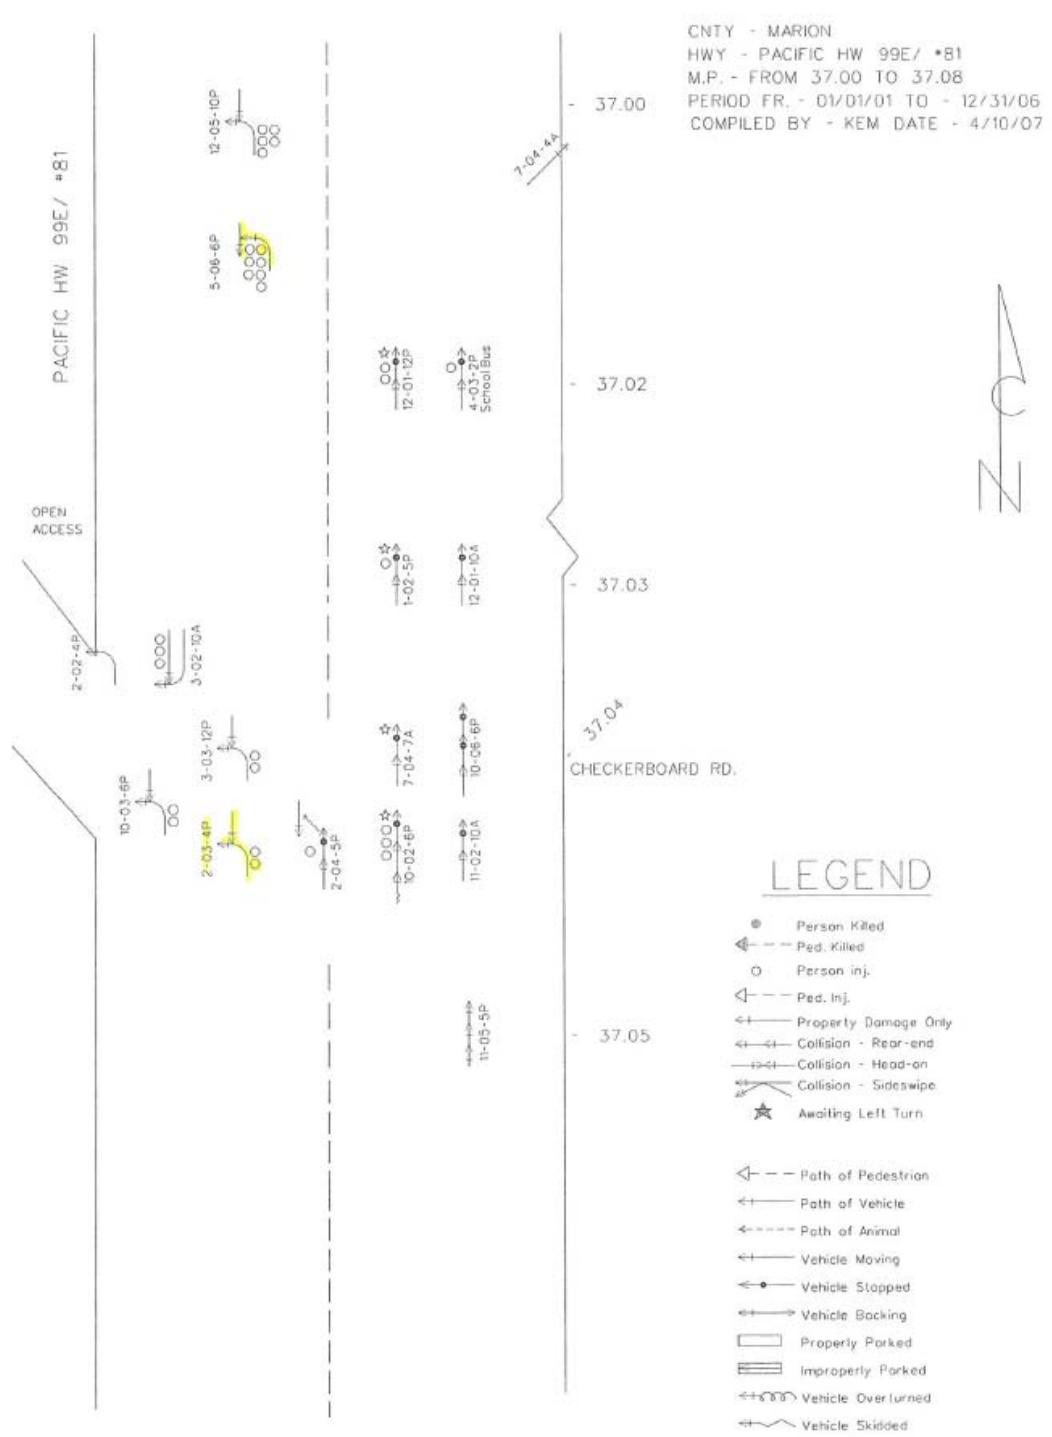 CNTY - MARION
HWY - PACIFIC HW 99E/ #81
M.P. - FROM 37.00 TO 37.08
PERIOD FR. - 01/01/01 TO - 12/31/06
COMPILED BY - KEM DATE - 4/10/07
37.00
12-05-10P
7-04-4A
PACIFIC HW 99E/ #81
5-06-6P
12-01-12P
4-03-2P
School Bus
37.02
OPEN
ACCESS
1-02-5P
12-01-10A
37.03
2-02-4P
3-02-10A
3-03-12P
7-04-7A
10-06-6P
37.04
CHECKERBOARD RD.
10-03-6P
2-03-4P
2-04-5P
10-02-6P
11-02-10A
11-05-5P
37.05
N
LEGEND
Person Killed
Ped. Killed
Person inj.
Ped. Inj.
Property Damage Only
Collision - Rear-end
Collision - Head-on
Collision - Sideswipe
Awaiting Left Turn
Path of Pedestrian
Path of Vehicle
Path of Animal
Vehicle Moving
Vehicle Stopped
Vehicle Backing
Properly Parked
Improperly Parked
Vehicle Overturned
Vehicle Skidded